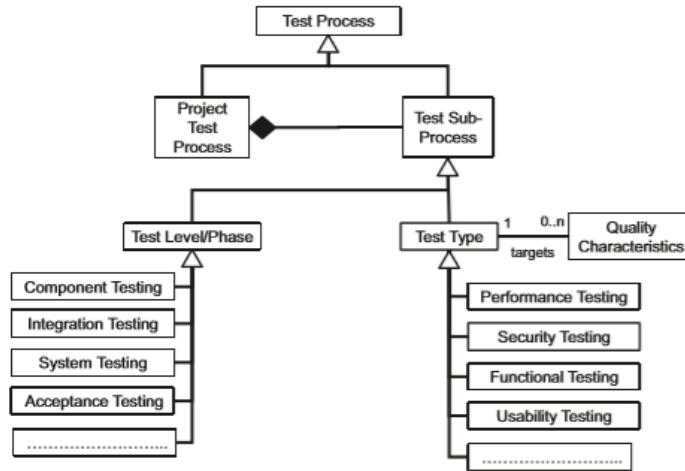 Test Process
Project
Test
Process
Test Sub-
Process
Test Level/Phase
Test Type
1
0..n
targets
Quality
Characteristics
Component Testing
Integration Testing
System Testing
Acceptance Testing
...............................
Performance Testing
Security Testing
Functional Testing
Usability Testing
...............................